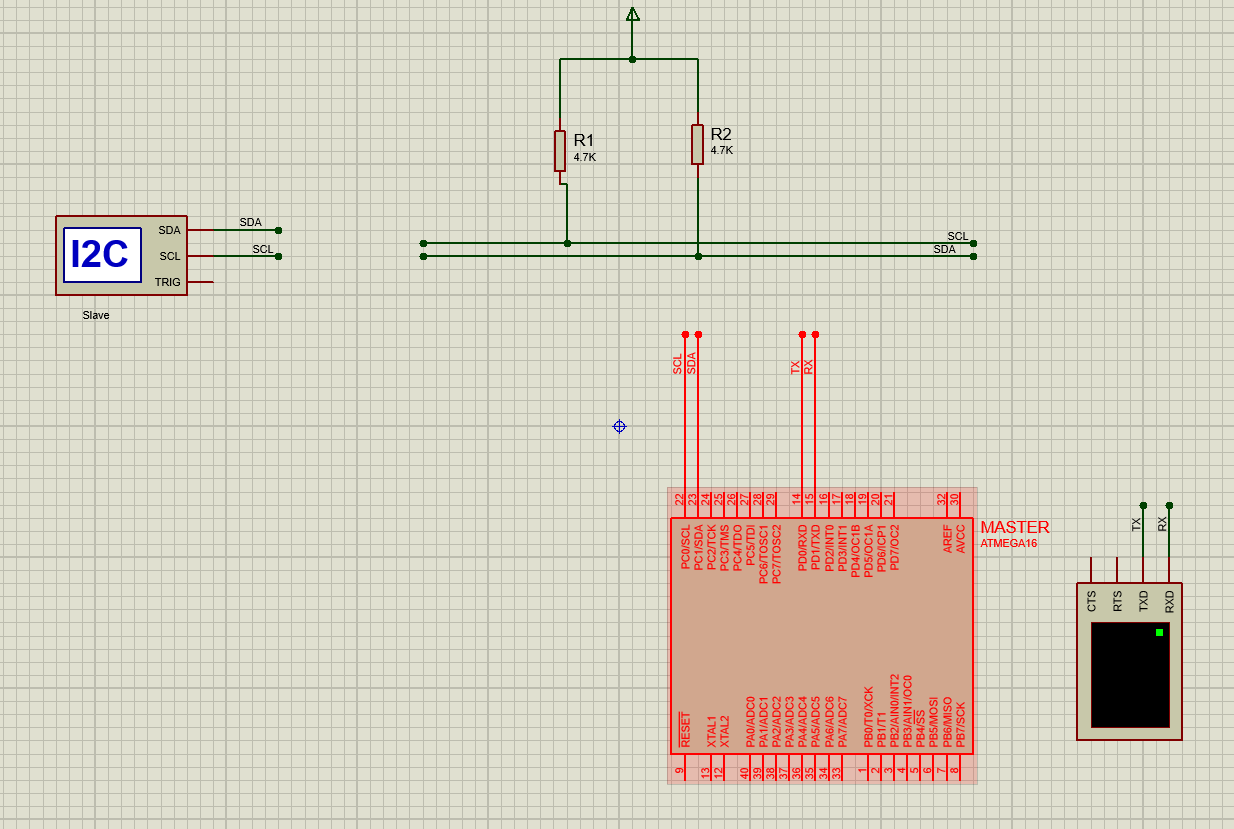 R1
4.7K
R2
4.7K
I2C
SDA
SCL
TRIG
SDA
SCL
Slave
SCL
SDA
SCL
SDA
TX
RX
22
23
24
25
26
27
28
29
14
15
16
17
18
19
20
21
32
30
PC0/SCL
PC1/SDA
PC2/TCK
PC3/TMS
PC4/TDO
PC5/TDI
PC6/TOSC1
PC7/TOSC2
PD0/RXD
PD1/TXD
PD2/INT0
PD3/INT1
PD4/OC1B
PD5/OC1A
PD6/ICP1
PD7/OC2
AREF
AVCC
MASTER
ATMEGA16
RESET
XTAL1
XTAL2
PA0/ADC0
PA1/ADC1
PA2/ADC2
PA3/ADC3
PA4/ADC4
PA5/ADC5
PA6/ADC6
PA7/ADC7
PB0/T0/XCK
PB1/T1
PB2/AIN0/INT2
PB3/AIN1/OC0
PB4/SS
PB5/MOSI
PB6/MISO
PB7/SCK
9
13
12
40
39
38
37
36
35
34
33
1
2
3
4
5
6
7
8
TX
RX
CTS
RTS
TXD
RXD